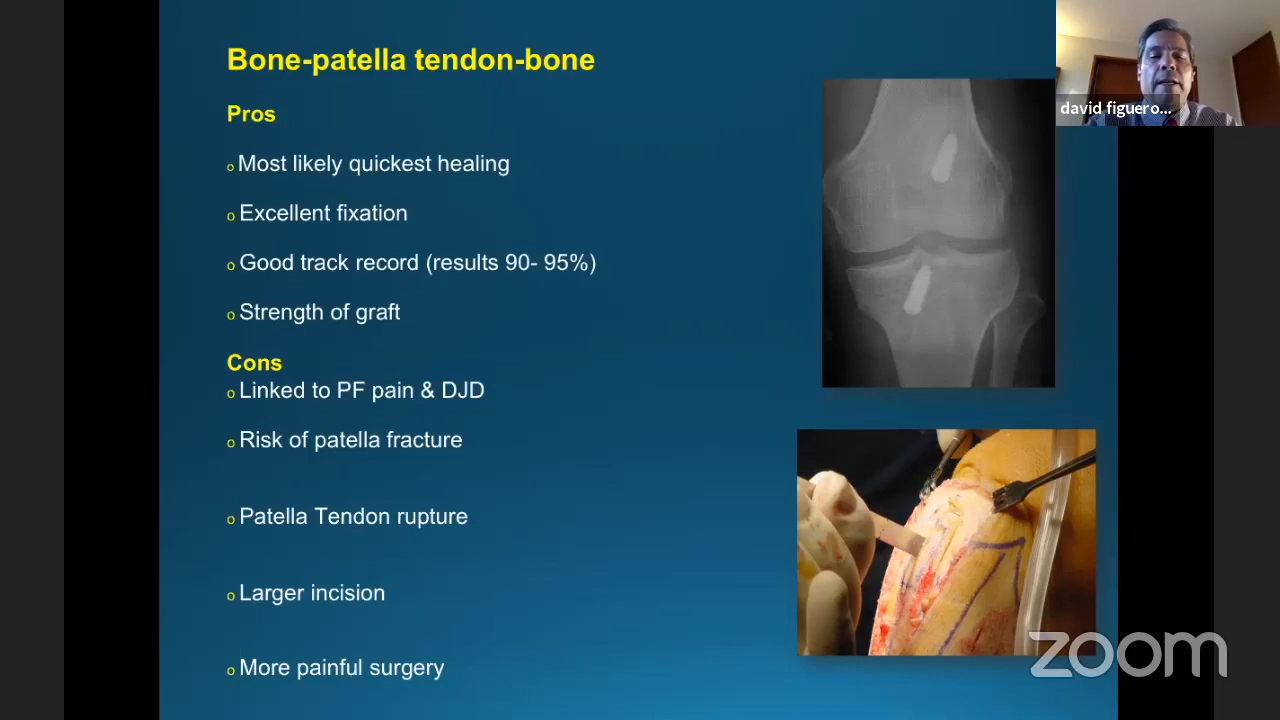 Bone-patella tendon-bone
Pros
o Most likely quickest healing
o Excellent fixation
o Good track record (results 90- 95%)
o Strength of graft
Cons
o Linked to PF pain & DJD
o Risk of patella fracture
o Patella Tendon rupture
o Larger incision
o More painful surgery
david figuero...
zoom